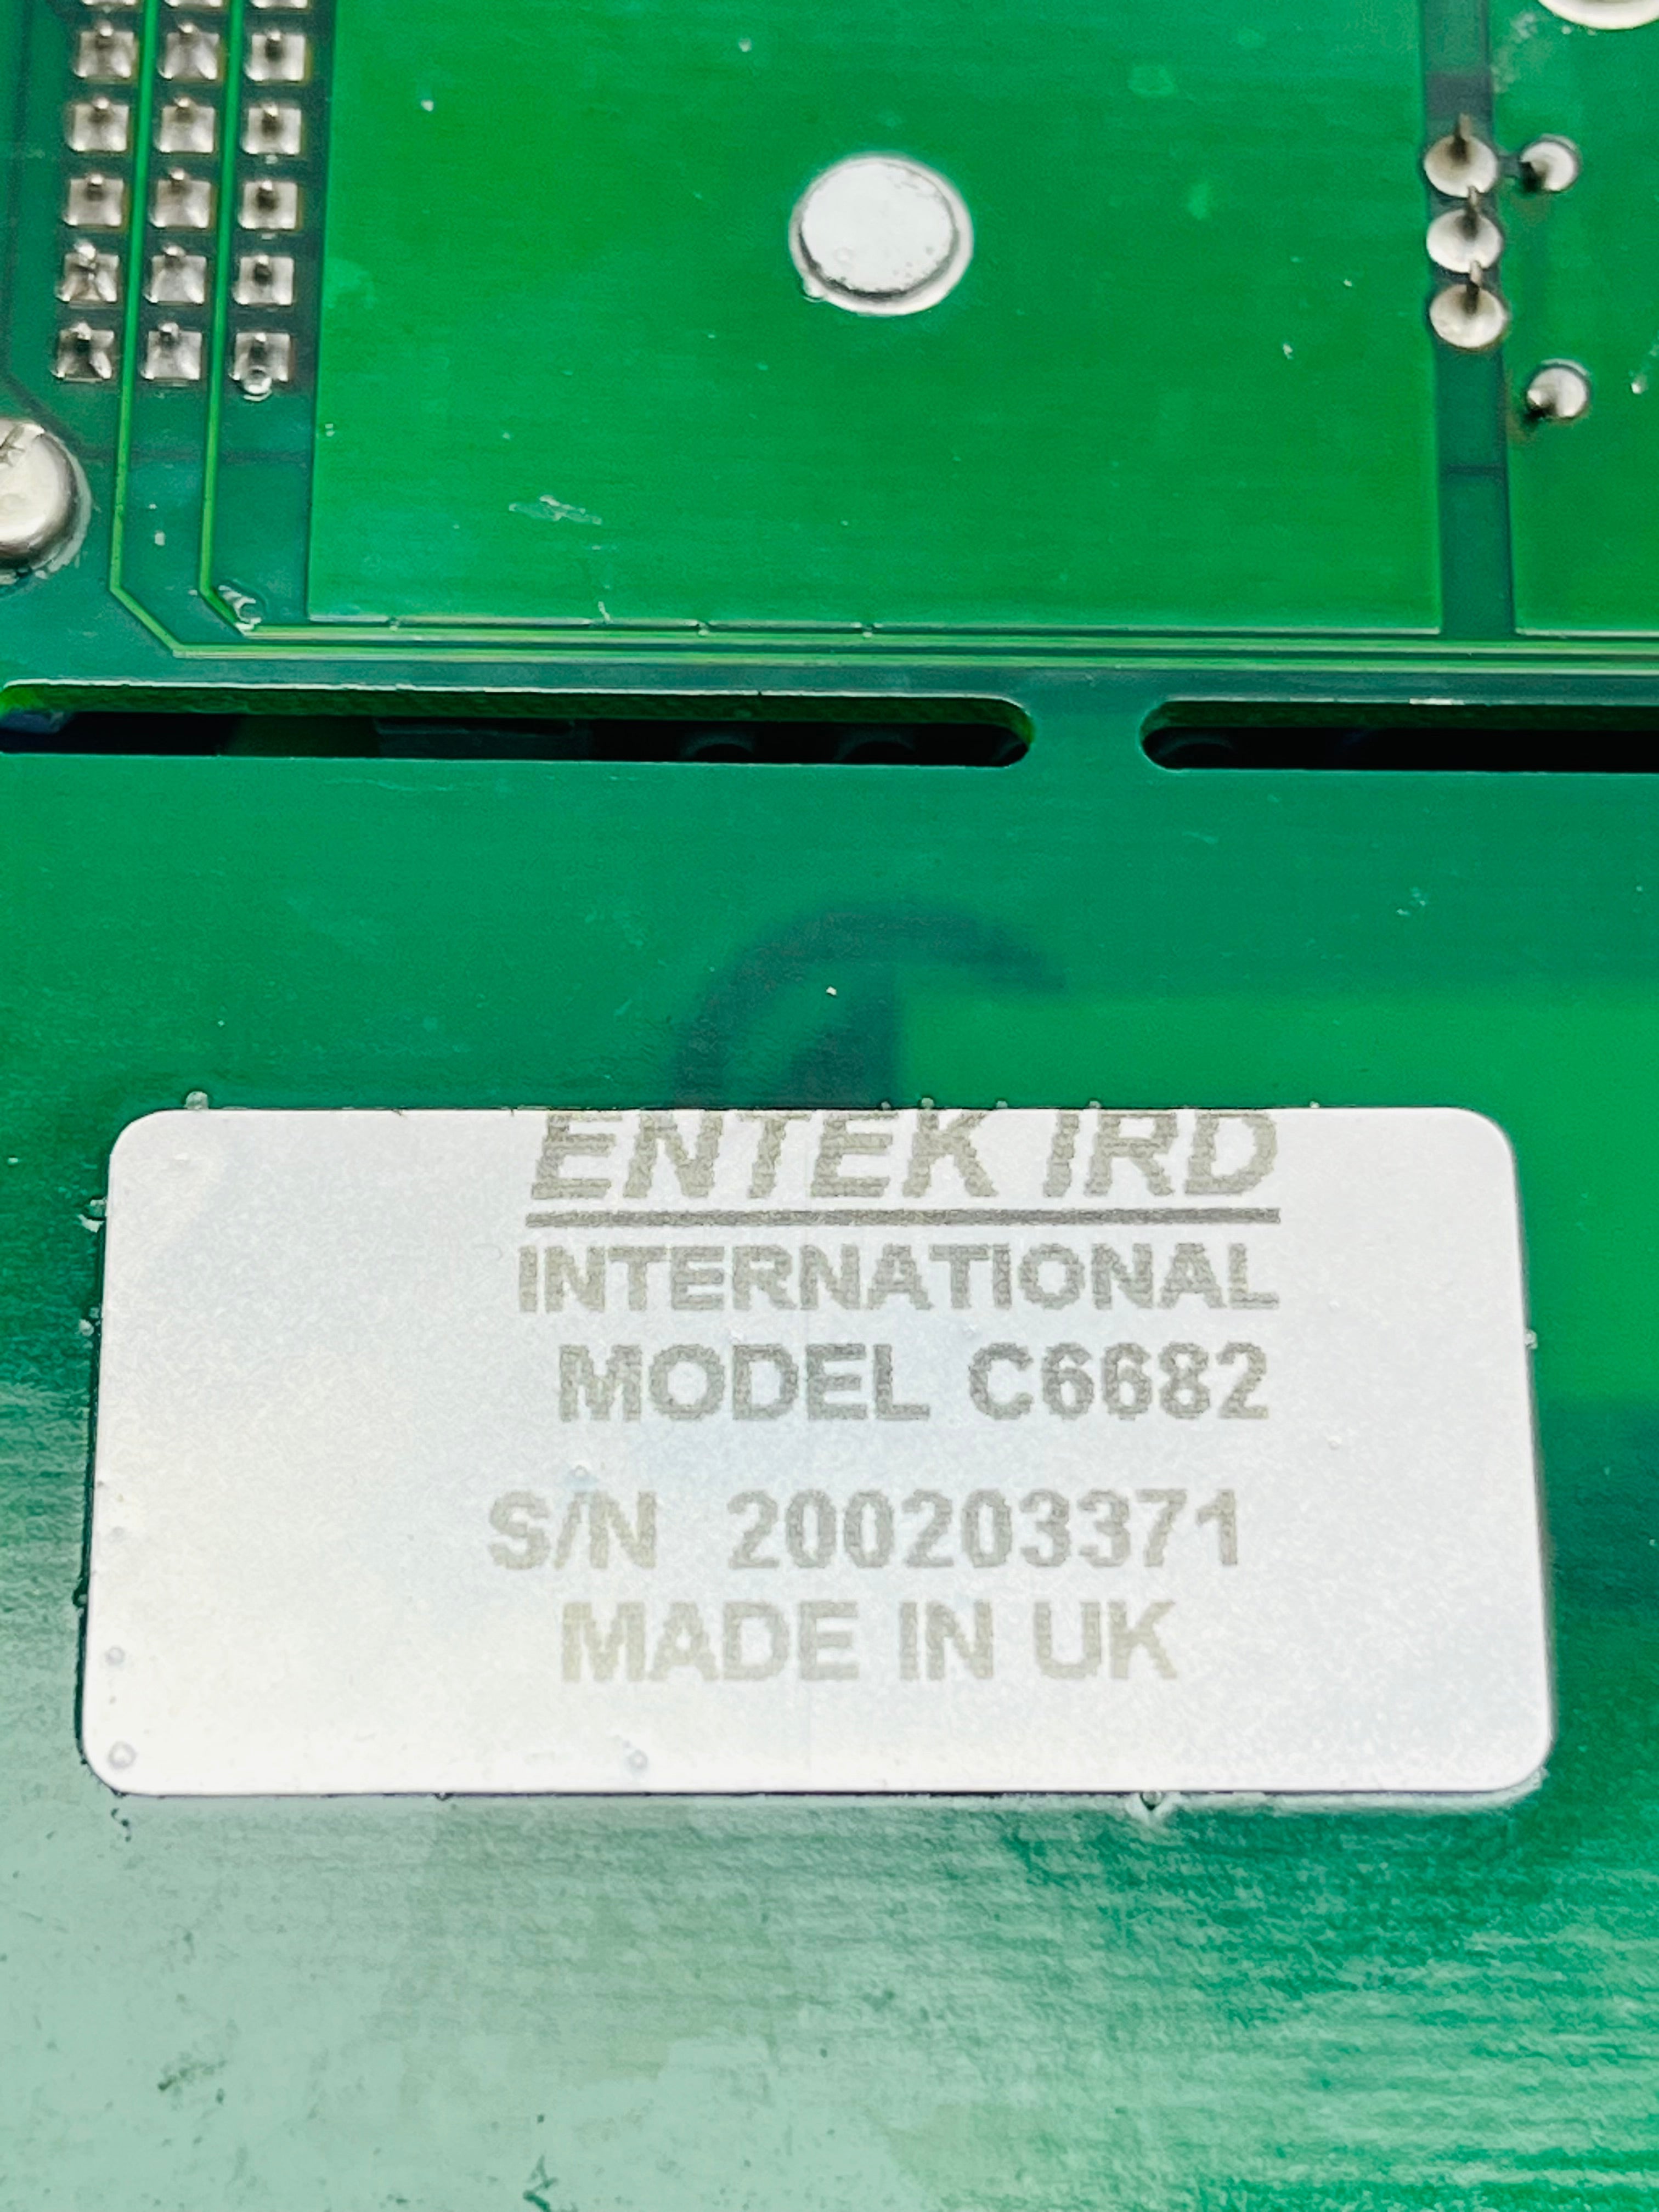 ENTEK IRD
INTERNATIONAL
MODEL C6682
S/N 200203371
MADE IN UK